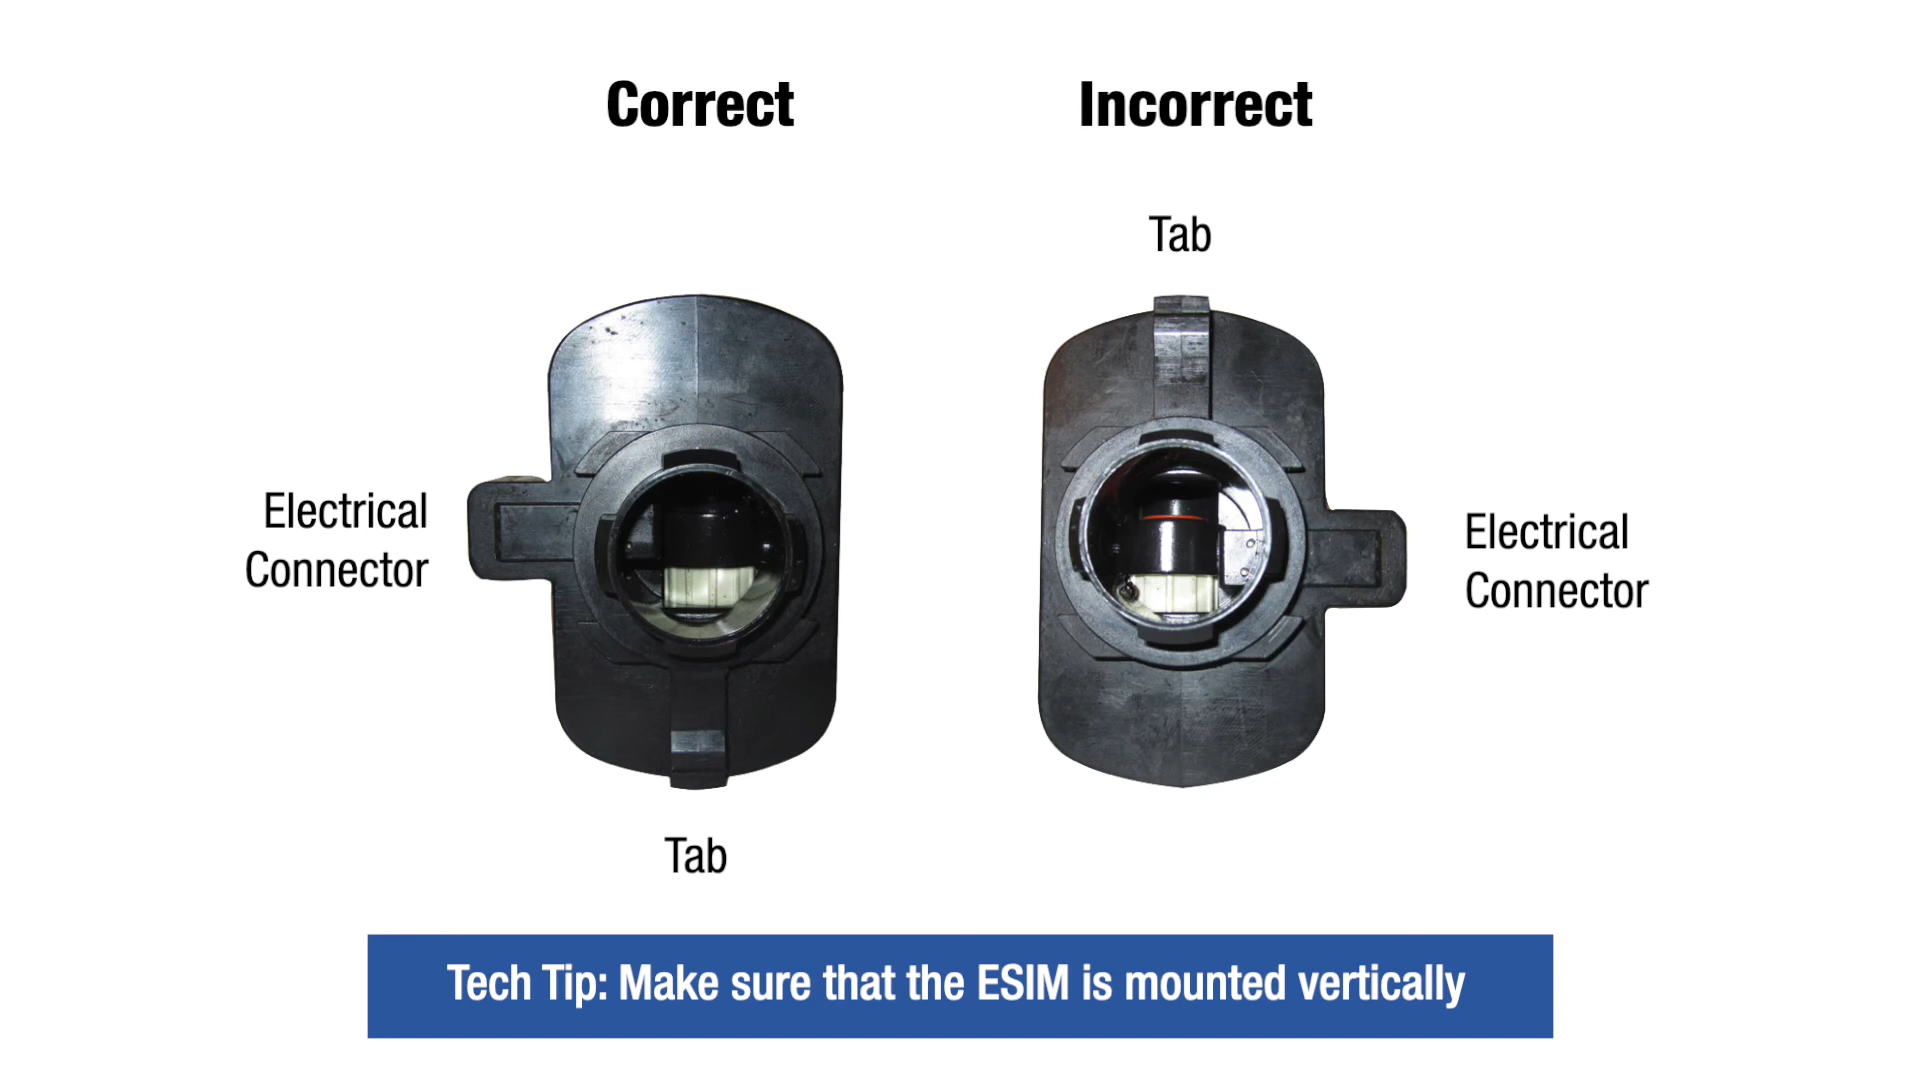 Correct
Incorrect
Tab
Electrical
Connector
Electrical
Connector
Tab
Tech Tip: Make sure that the ESIM is mounted vertically